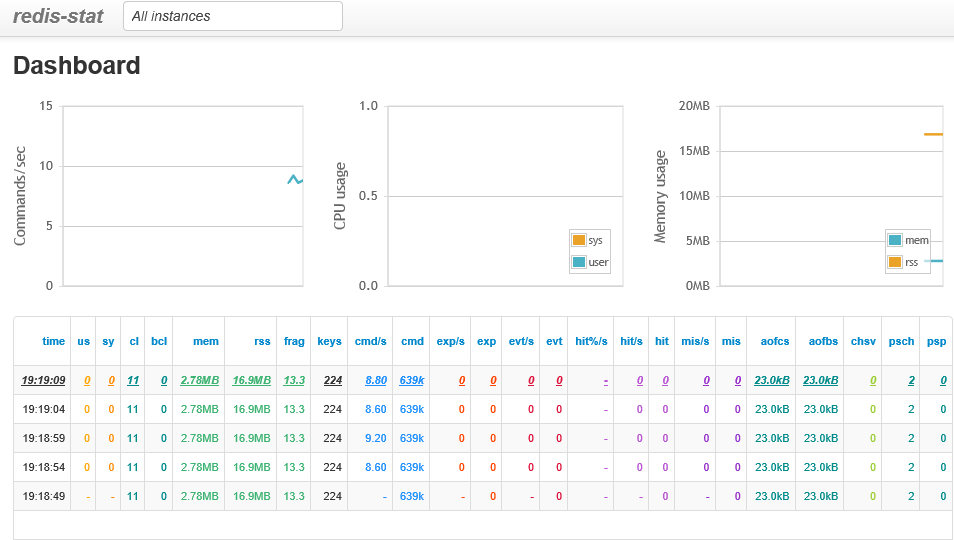 redis-stat All instances
Dashboard
15
10
5
0
Commands/sec
1.0
0.5
0.0
CPU usage
sys
user
20MB
15MB
10MB
5MB
0MB
Memory usage
mem
rss
time us sy cl bcl mem rss frag keys cmd/s cmd exp/s exp evt/s evt hit%/s hit/s hit mis/s mis aofcs aofbs chsv psch psp
19:19:09 0 0 11 0 2.78MB 16.9MB 13.3 224 8.80 639k 0 0 0 0 - 0 0 0 0 23.0kB 23.0kB 0 2 0
19:19:04 0 0 11 0 2.78MB 16.9MB 13.3 224 8.60 639k 0 0 0 0 - 0 0 0 0 23.0kB 23.0kB 0 2 0
19:18:59 0 0 11 0 2.78MB 16.9MB 13.3 224 9.20 639k 0 0 0 0 - 0 0 0 0 23.0kB 23.0kB 0 2 0
19:18:54 0 0 11 0 2.78MB 16.9MB 13.3 224 8.60 639k 0 0 0 0 - 0 0 0 0 23.0kB 23.0kB 0 2 0
19:18:49 - - 11 0 2.78MB 16.9MB 13.3 224 - 639k - 0 - 0 - - 0 - 0 23.0kB 23.0kB 0 2 0